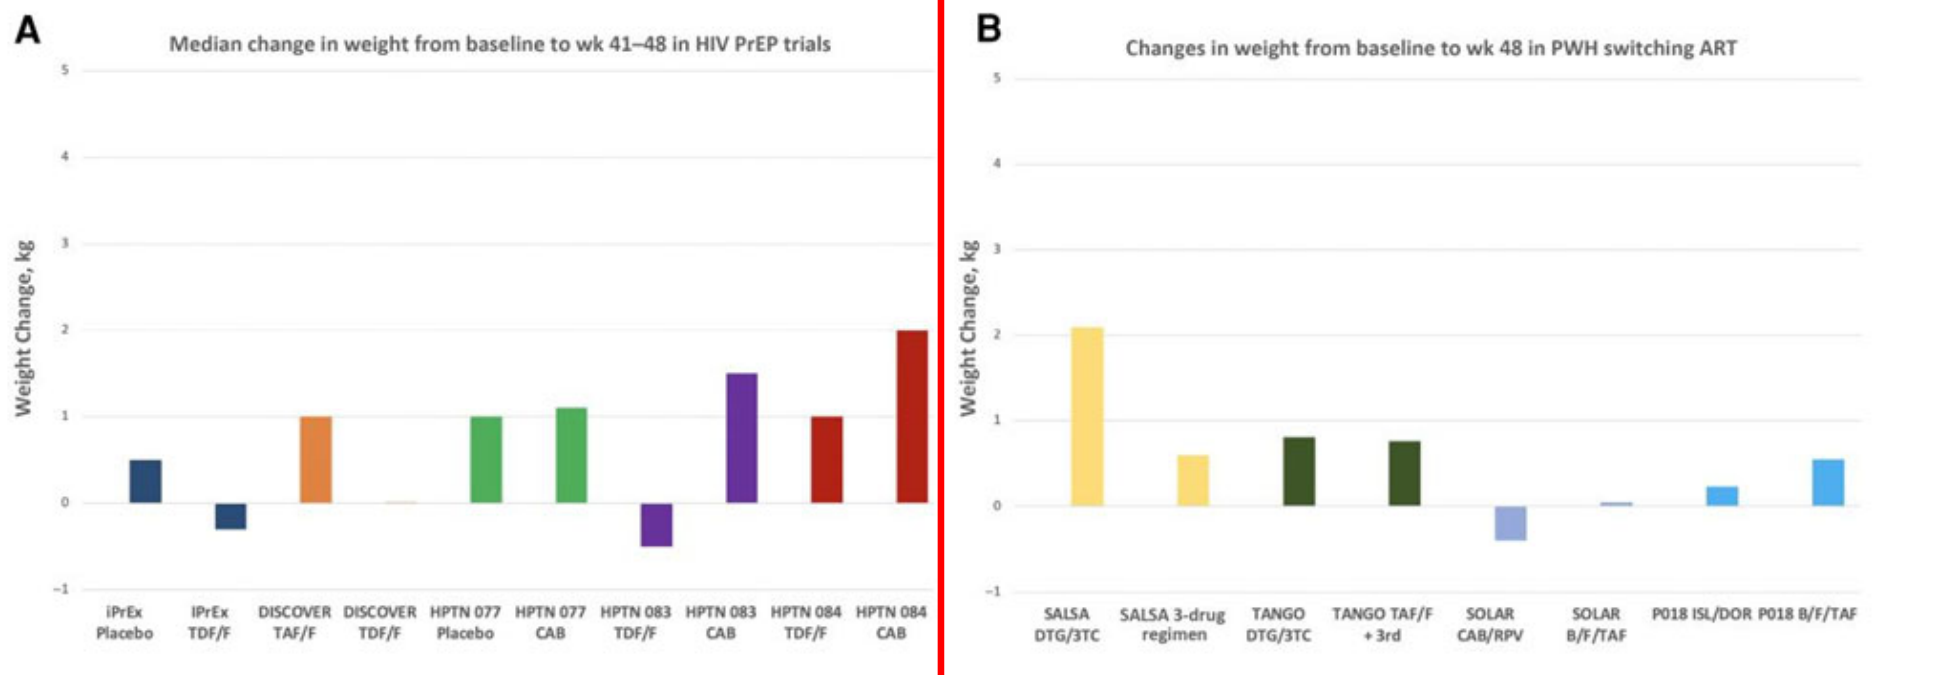 A
Median change in weight from baseline to wk 41–48 in HIV PrEP trials
5
4
3
2
1
0
–1
Weight Change, kg
iPrEx
Placebo
IPrEx
TDF/F
DISCOVER
TAF/F
DISCOVER
TDF/F
HPTN 077
Placebo
HPTN 077
CAB
HPTN 083
TDF/F
HPTN 083
CAB
HPTN 084
TDF/F
HPTN 084
CAB
B
Changes in weight from baseline to wk 48 in PWH switching ART
5
4
3
2
1
0
–1
Weight Change, kg
SALSA
DTG/3TC
SALSA 3-drug
regimen
TANGO
DTG/3TC
TANGO TAF/F
+ 3rd
SOLAR
CAB/RPV
SOLAR
B/F/TAF
P018 ISL/DOR
P018 B/F/TAF